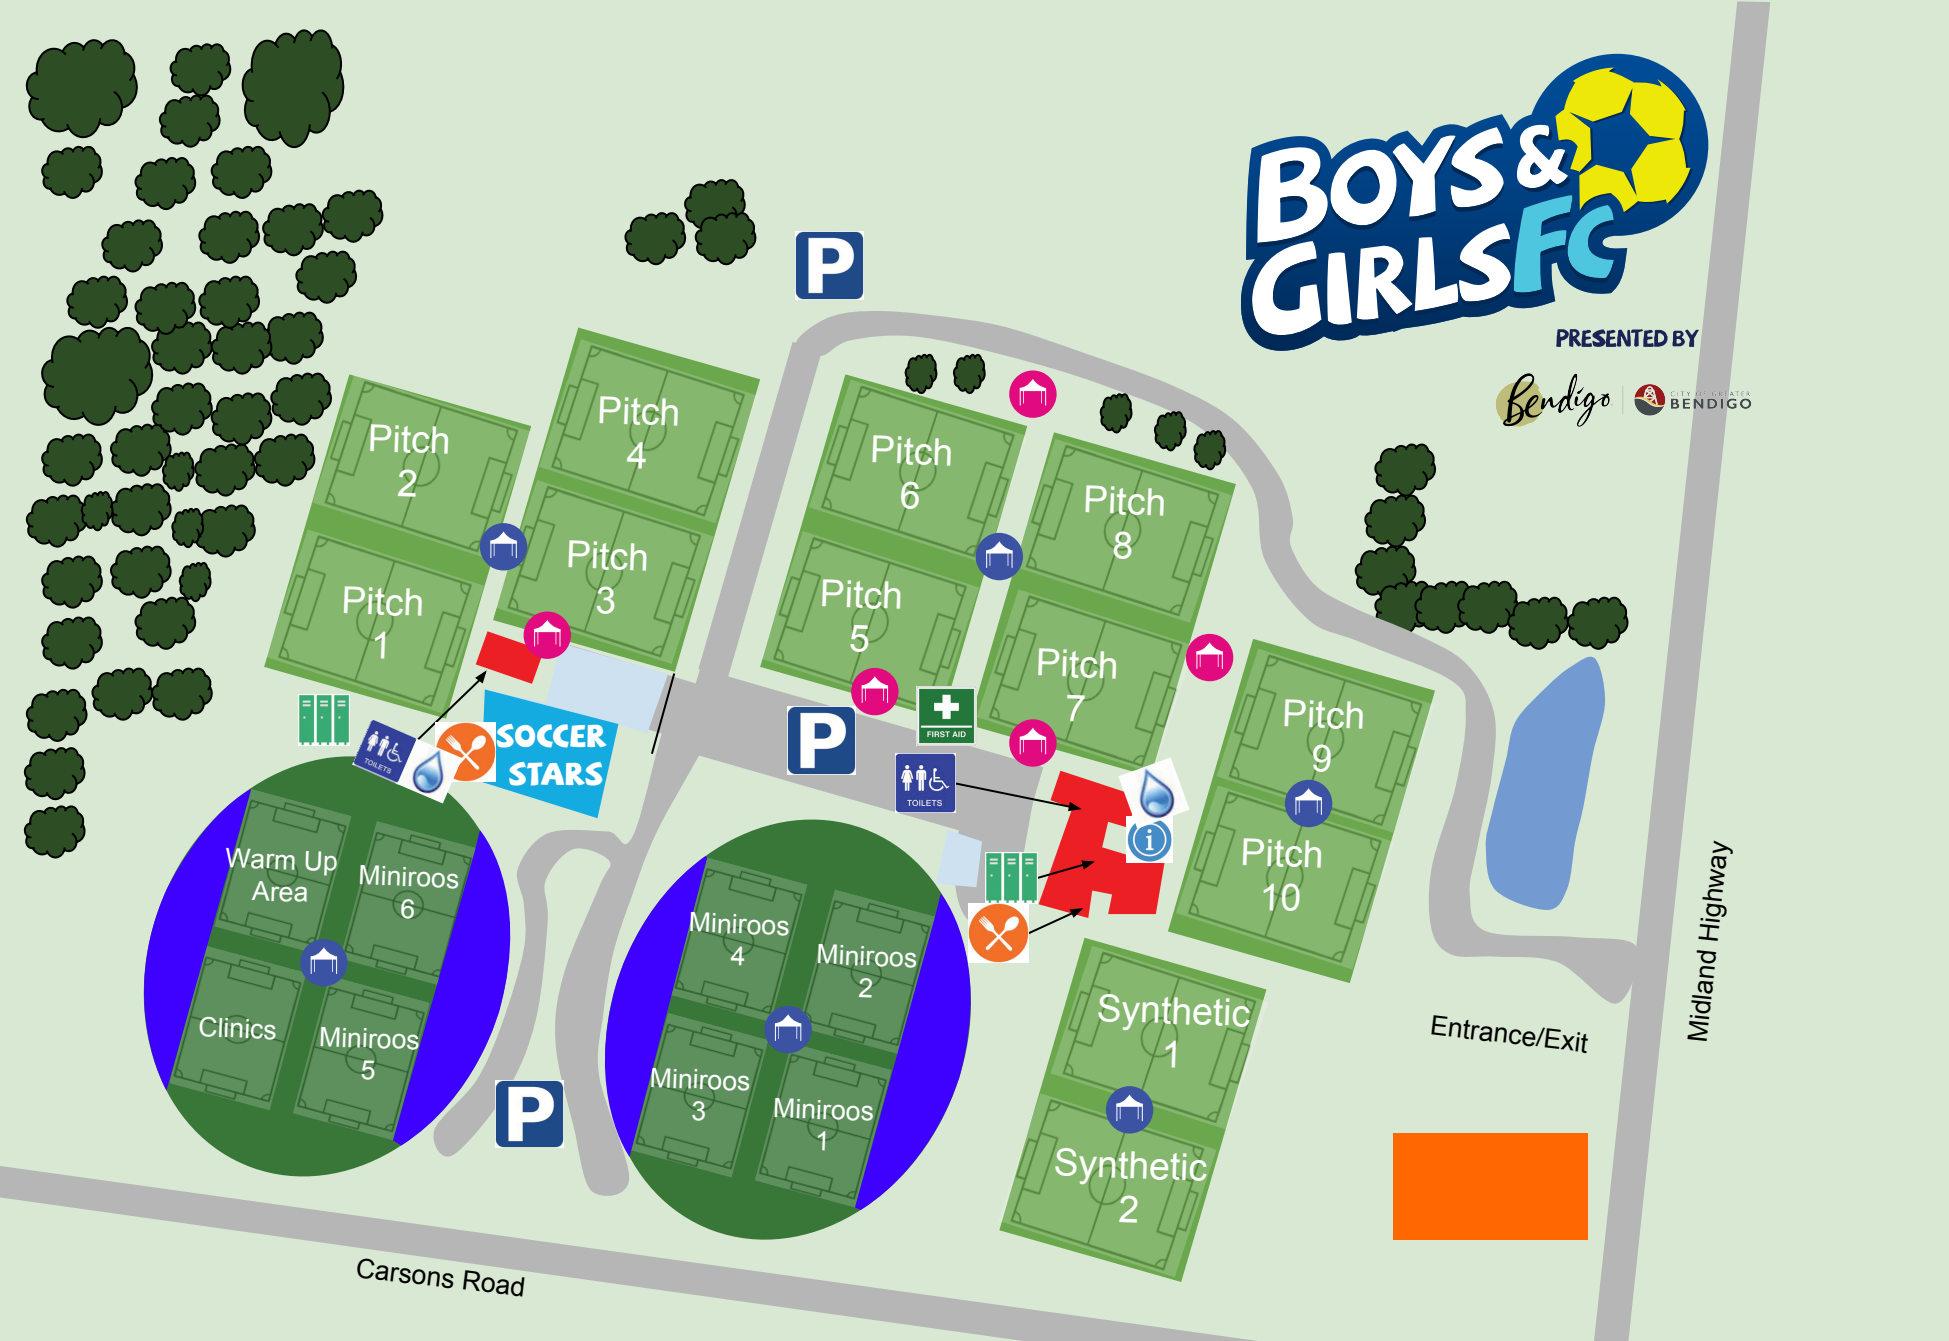 BOYS &
GIRLS FC
PRESENTED BY
Bendigo
CITY OF GREATER
BENDIGO
P
Pitch
4
Pitch
2
Pitch
3
Pitch
1
Pitch
6
Pitch
8
Pitch
5
Pitch
7
Pitch
9
Pitch
10
P
FIRST AID
TOILETS
TOILETS
SOCCER
STARS
i
Warm Up
Area
Miniroos
6
Clinics
Miniroos
5
Miniroos
4
Miniroos
2
Miniroos
3
Miniroos
1
P
Synthetic
1
Synthetic
2
Entrance/Exit
Midland Highway
Carsons Road